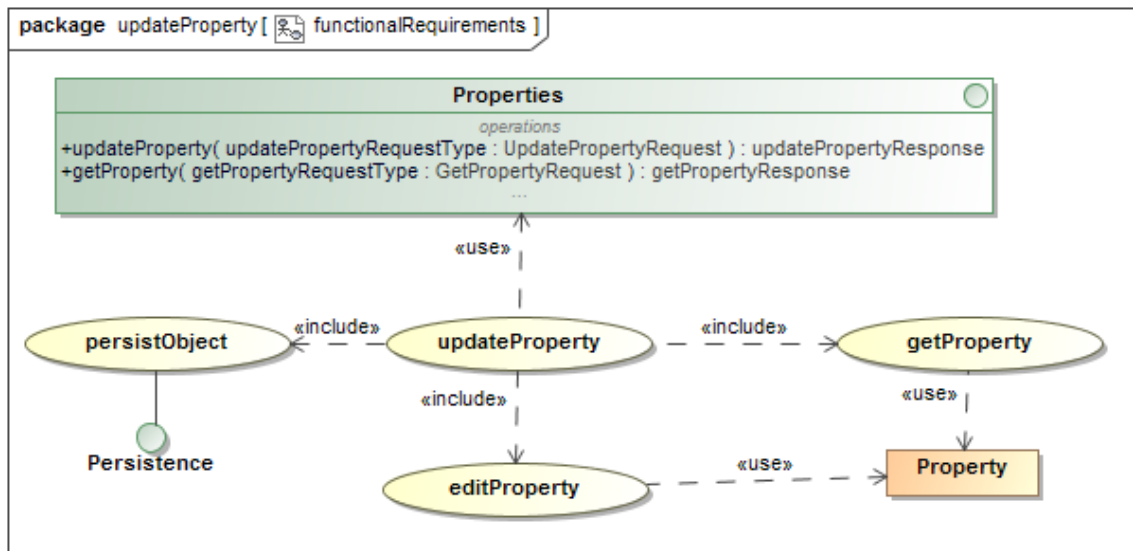 package updateProperty [ functionalRequirements ]
Properties
operations
+updateProperty( updatePropertyRequestType : UpdatePropertyRequest ) : updatePropertyResponse
+getProperty( getPropertyRequestType : GetPropertyRequest ) : getPropertyResponse
...
«use»
«include»
«include»
persistObject
updateProperty
getProperty
«include»
«use»
Persistence
«use»
Property
editProperty